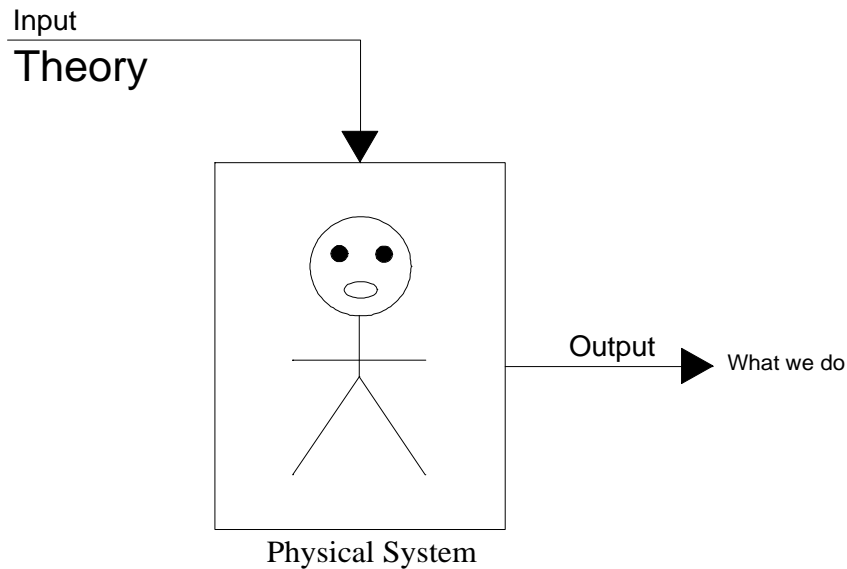 Input
Theory
Output
What we do
Physical System